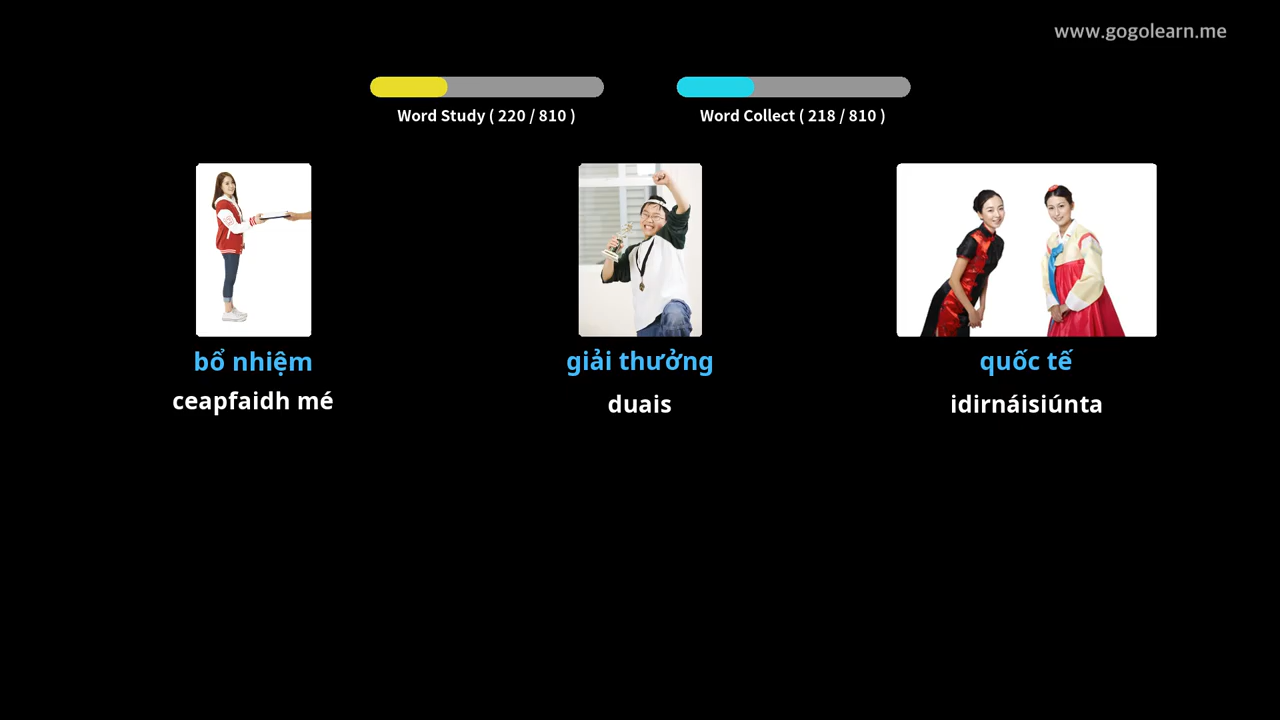 www.gogolearn.me
Word Study ( 220 / 810 )
Word Collect ( 218 / 810 )
bổ nhiệm
giải thưởng
quốc tế
ceapfaidh mé
duais
idirnáisiúnta